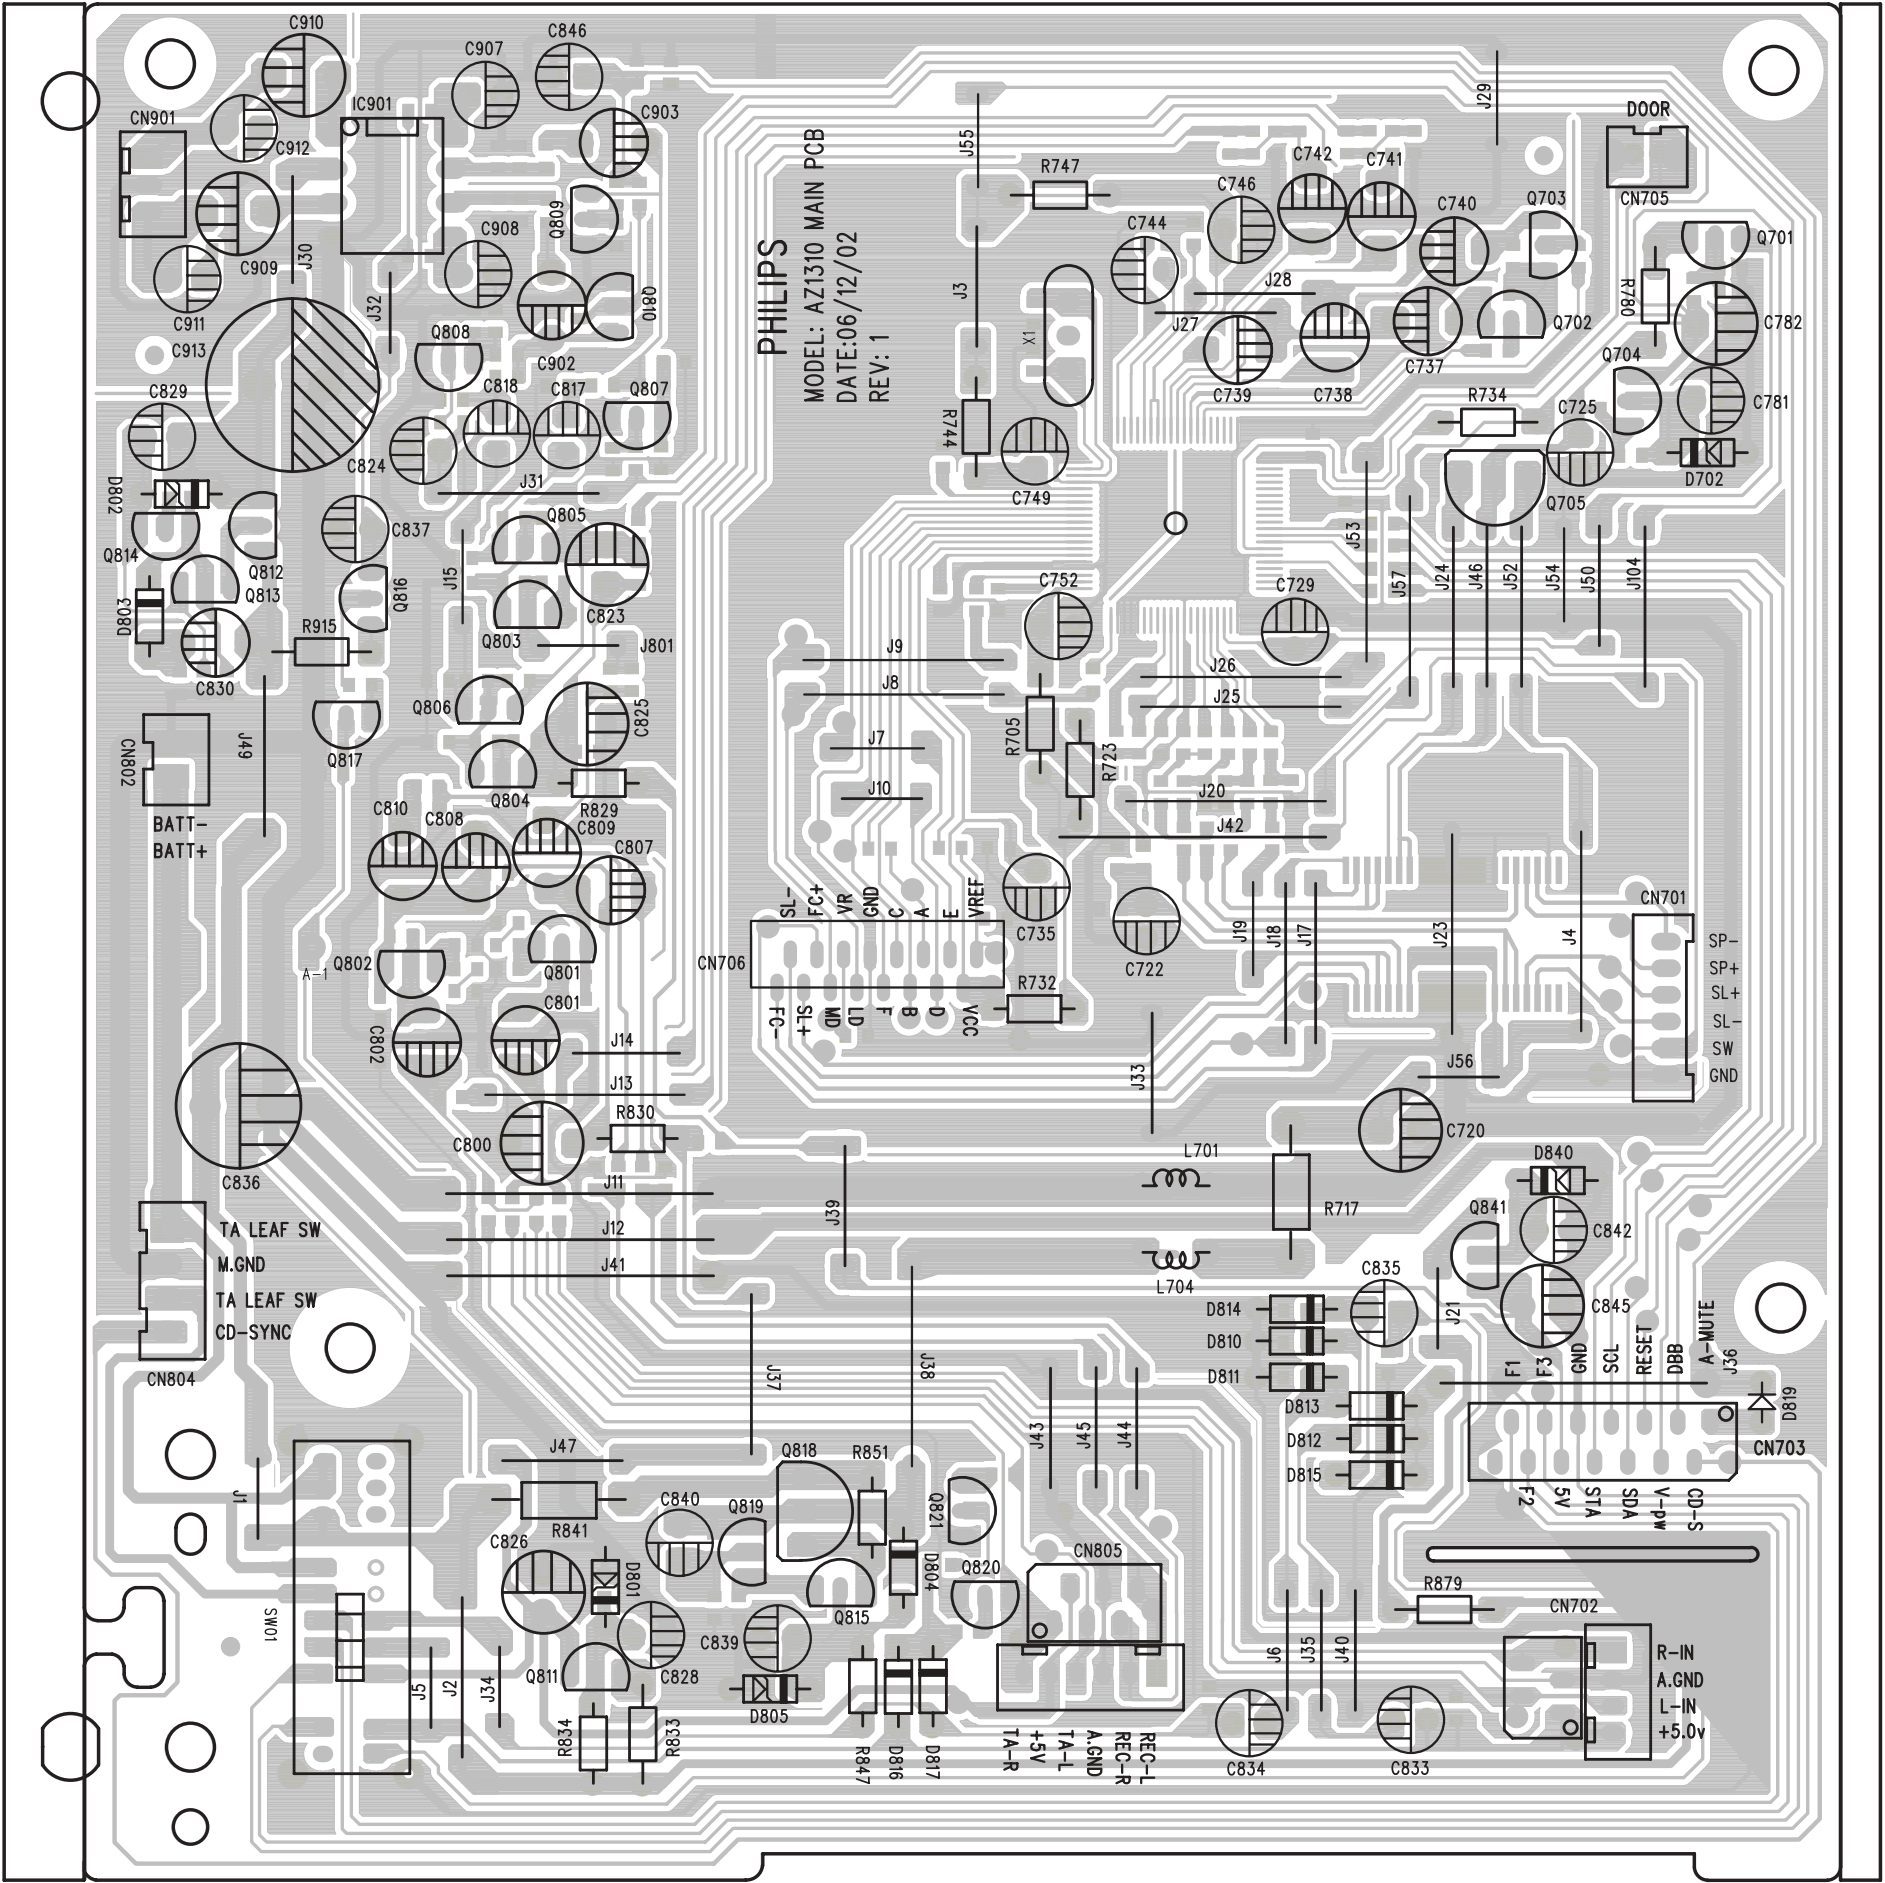 C910
C907
C846
CN901
IC901
C903
C912
J55
J29
DOOR
R747
C742
C741
C746
CN705
C740
Q703
Q809
C908
C744
Q701
J30
C909
PHILIPS
MODEL: AZ1310 MAIN PCB
DATE:06/12/02
REV: 1
J3
J28
R780
C911
J32
Q808
Q810
J27
X1
Q702
C782
C913
C902
Q704
C737
C829
C818
C817
Q807
C739
C738
R734
C725
C781
R744
C824
D802
J31
C749
Q705
D702
Q814
C837
Q805
J53
Q812
Q813
J15
Q816
D803
C823
C752
C729
J57
J24
J46
J52
J54
J50
J104
R915
Q803
J801
C830
J9
J26
J8
J25
Q806
C825
CN802
J49
Q817
J7
R705
R723
Q804
J10
J20
R829
BATT-
BATT+
C810
C808
C809
J42
C807
SL-
FC+
VR
GND
C
A
E
VREF
C735
CN701
J19
J18
J17
J23
J4
SP-
SP+
SL+
SL-
SW
GND
Q802
A-1
Q801
CN706
C722
R732
C801
FC-
SL+
MD
LD
F
B
D
VCC
C802
J14
J13
J33
J56
R830
C800
L701
C720
D840
C836
J11
R717
Q841
TA LEAF SW
J12
J39
C842
M.GND
J41
L704
C835
TA LEAF SW
D814
J21
C845
CD-SYNC
D810
CN804
J37
J38
D811
F1
F3
GND
SCL
RESET
DBB
A-MUTE
J36
D813
D819
J43
J45
J44
D812
CN703
J47
Q818
R851
D815
J1
F2
5V
STA
SDA
V-pw
CD-S
R841
C840
Q819
Q821
C826
D801
D804
Q820
CN805
R879
SW01
Q815
CN702
C839
J6
J35
J40
R-IN
A.GND
L-IN
+5.0v
J5
J2
J34
Q811
C828
D805
R834
R833
R847
D816
D817
TA-R
+5V
TA-L
A.GND
REC-R
REC-L
C834
C833